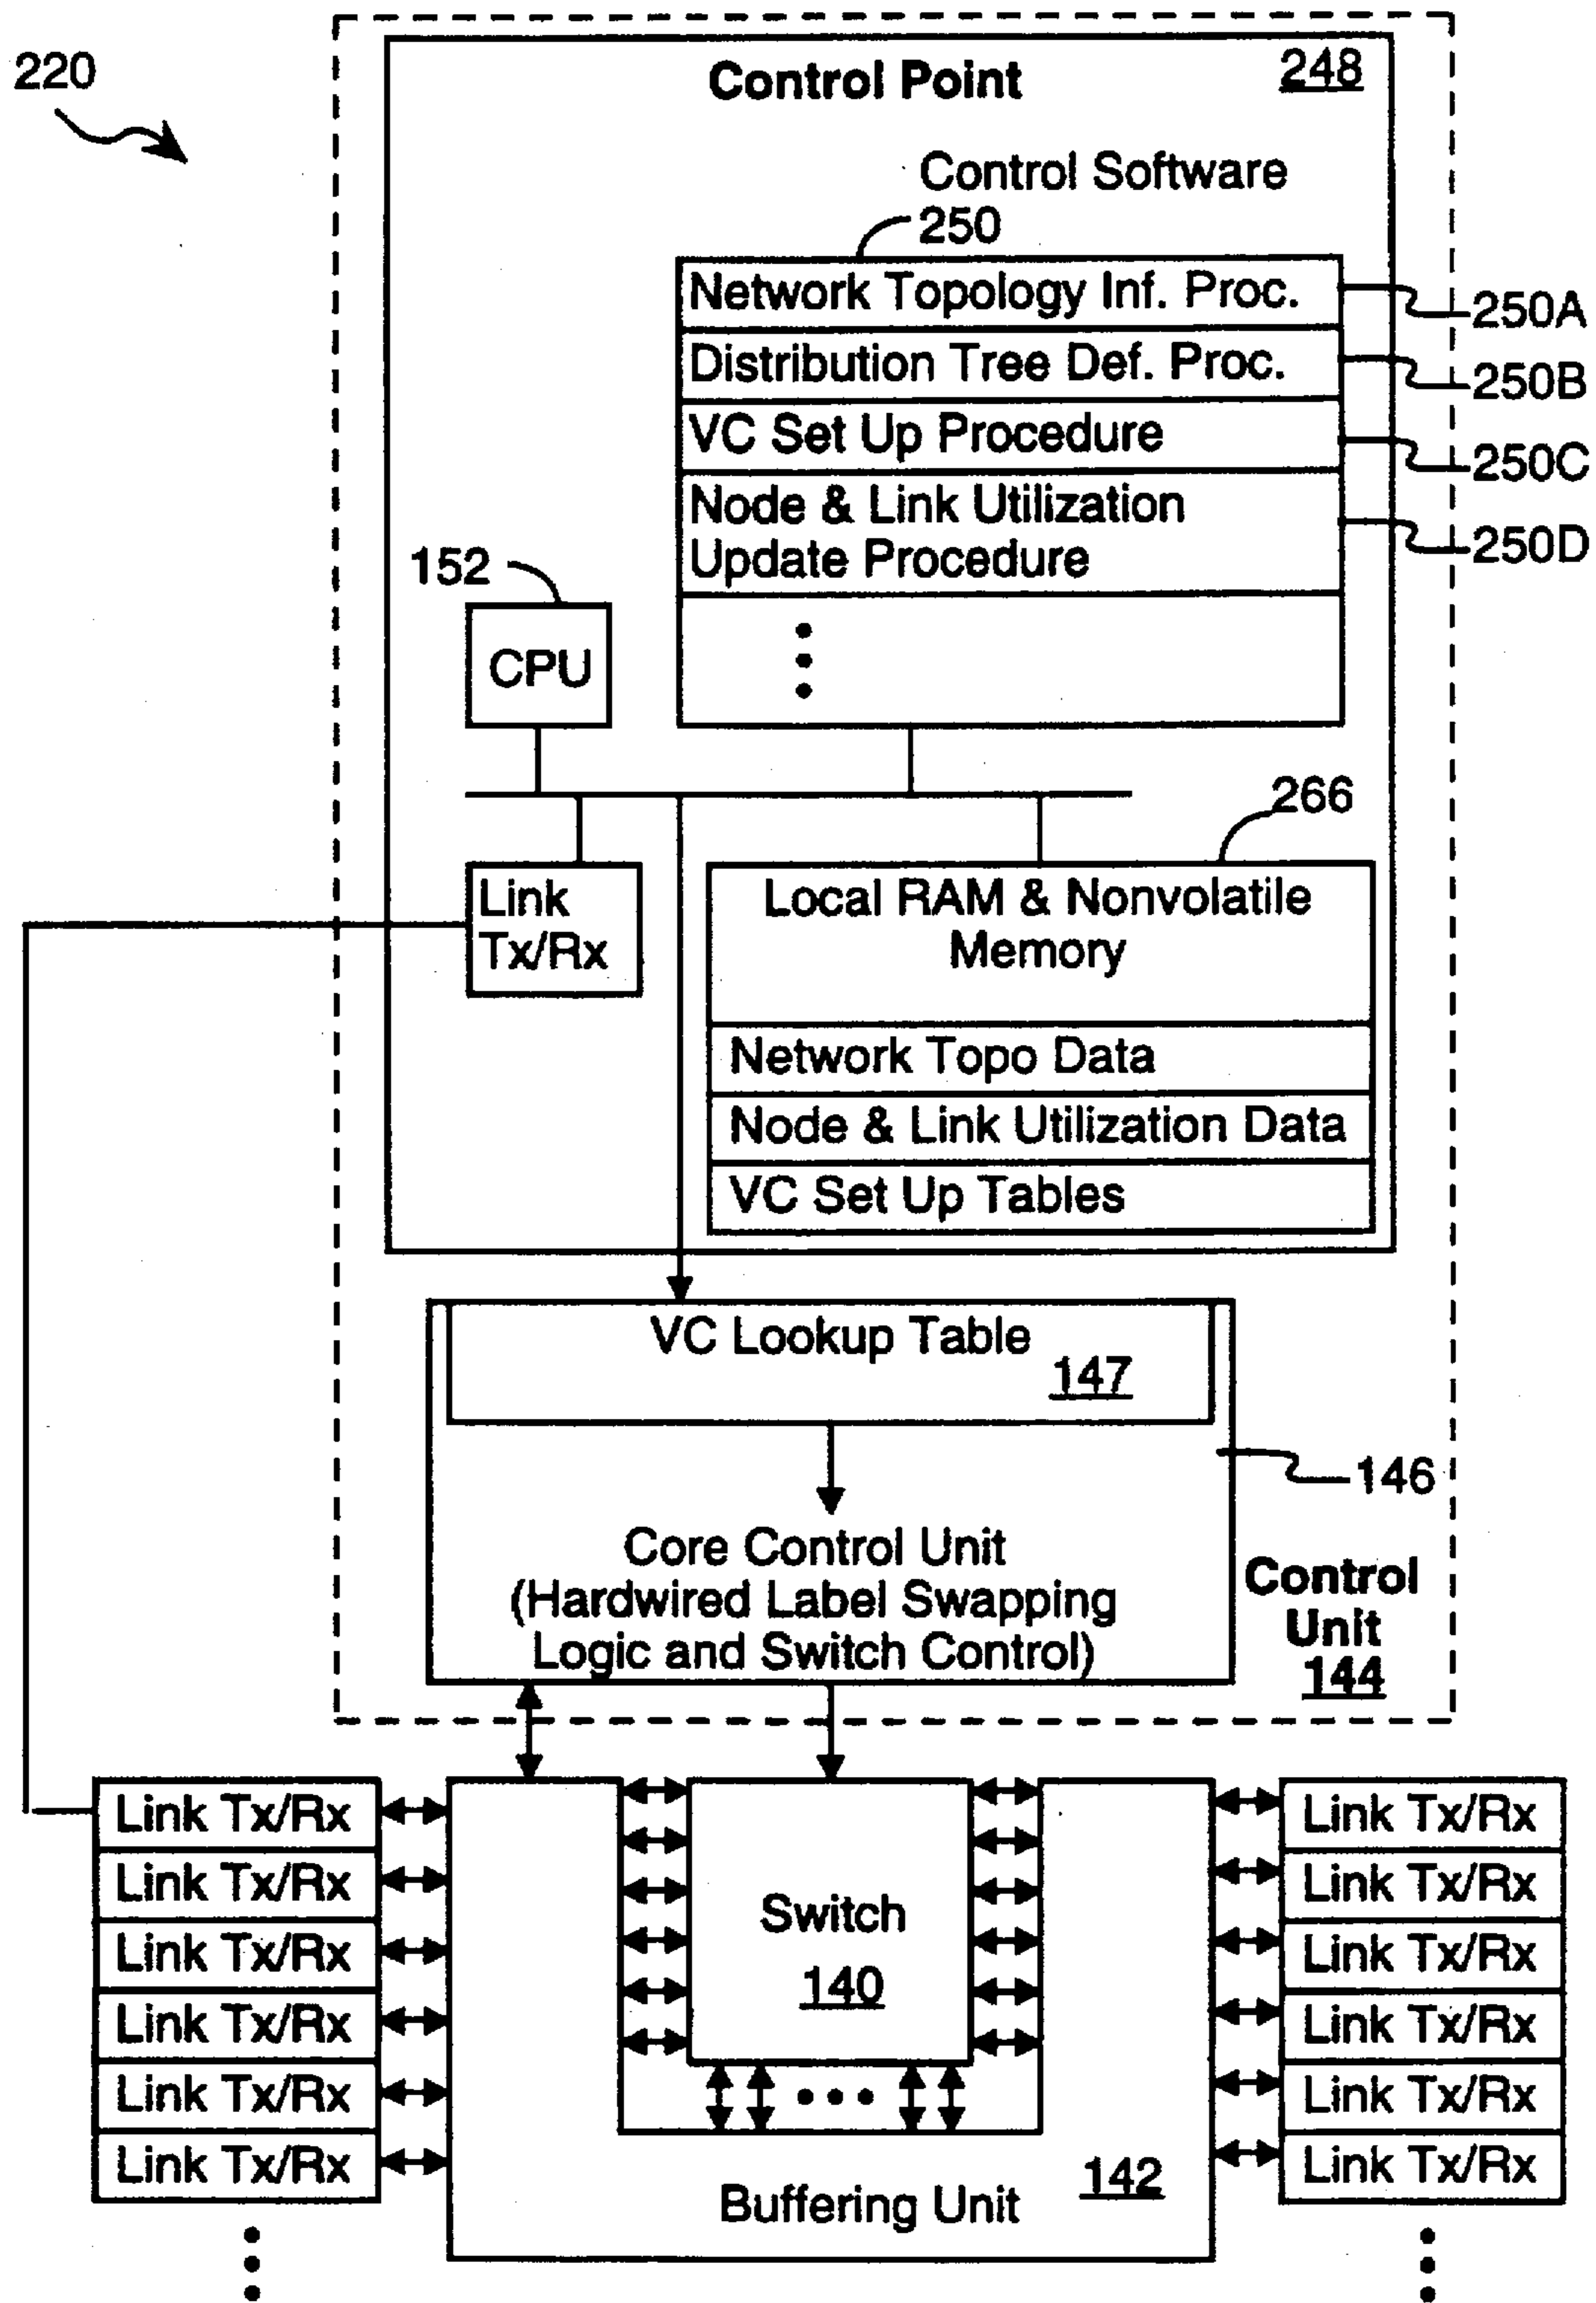 220
Control Point
248
Control Software
250
Network Topology Inf. Proc.
250A
Distribution Tree Def. Proc.
250B
VC Set Up Procedure
250C
Node & Link Utilization
Update Procedure
250D
152
CPU
266
Link
Tx/Rx
Local RAM & Nonvolatile
Memory
Network Topo Data
Node & Link Utilization Data
VC Set Up Tables
VC Lookup Table
147
146
Core Control Unit
(Hardwired Label Swapping
Logic and Switch Control)
Control
Unit
144
Link Tx/Rx
Link Tx/Rx
Link Tx/Rx
Link Tx/Rx
Link Tx/Rx
Link Tx/Rx
Switch
140
Buffering Unit
142
Link Tx/Rx
Link Tx/Rx
Link Tx/Rx
Link Tx/Rx
Link Tx/Rx
Link Tx/Rx